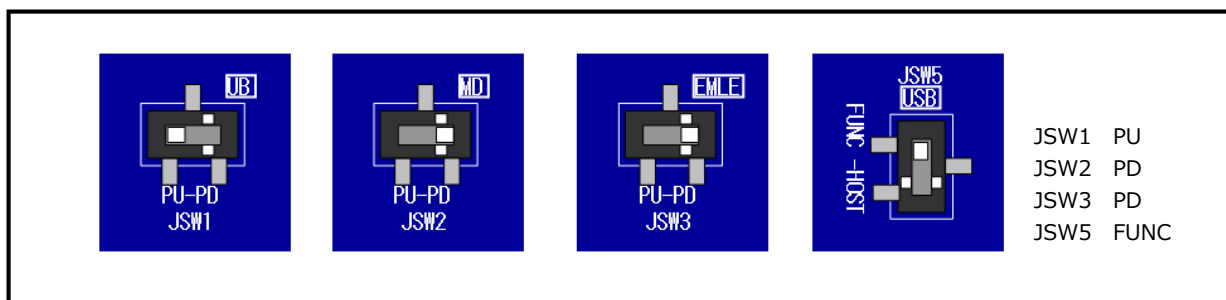 UB
PU-PD
JSW1
MD
PU-PD
JSW2
EMLE
PU-PD
JSW3
JSW5
USB
FUNC -HOST
JSW1 PU
JSW2 PD
JSW3 PD
JSW5 FUNC